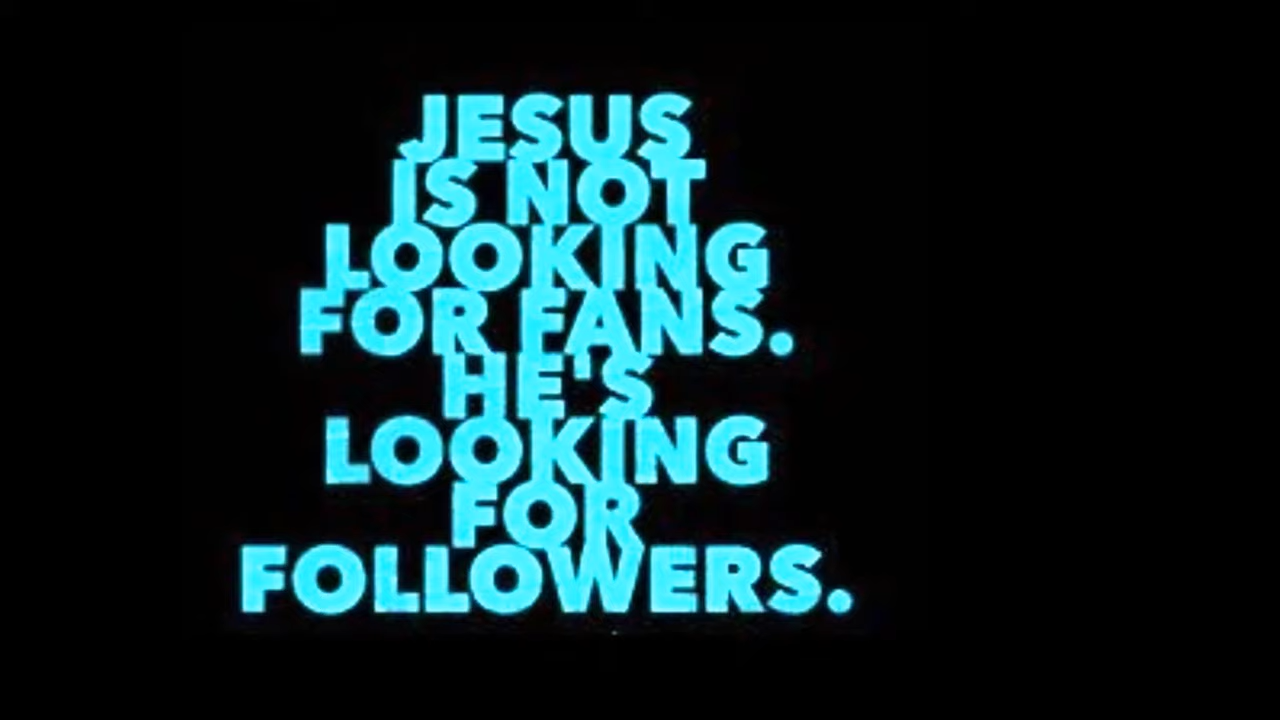 JESUS
IS NOT
LOOKING
FOR FANS.
HE'S
LOOKING
FOR
FOLLOWERS.